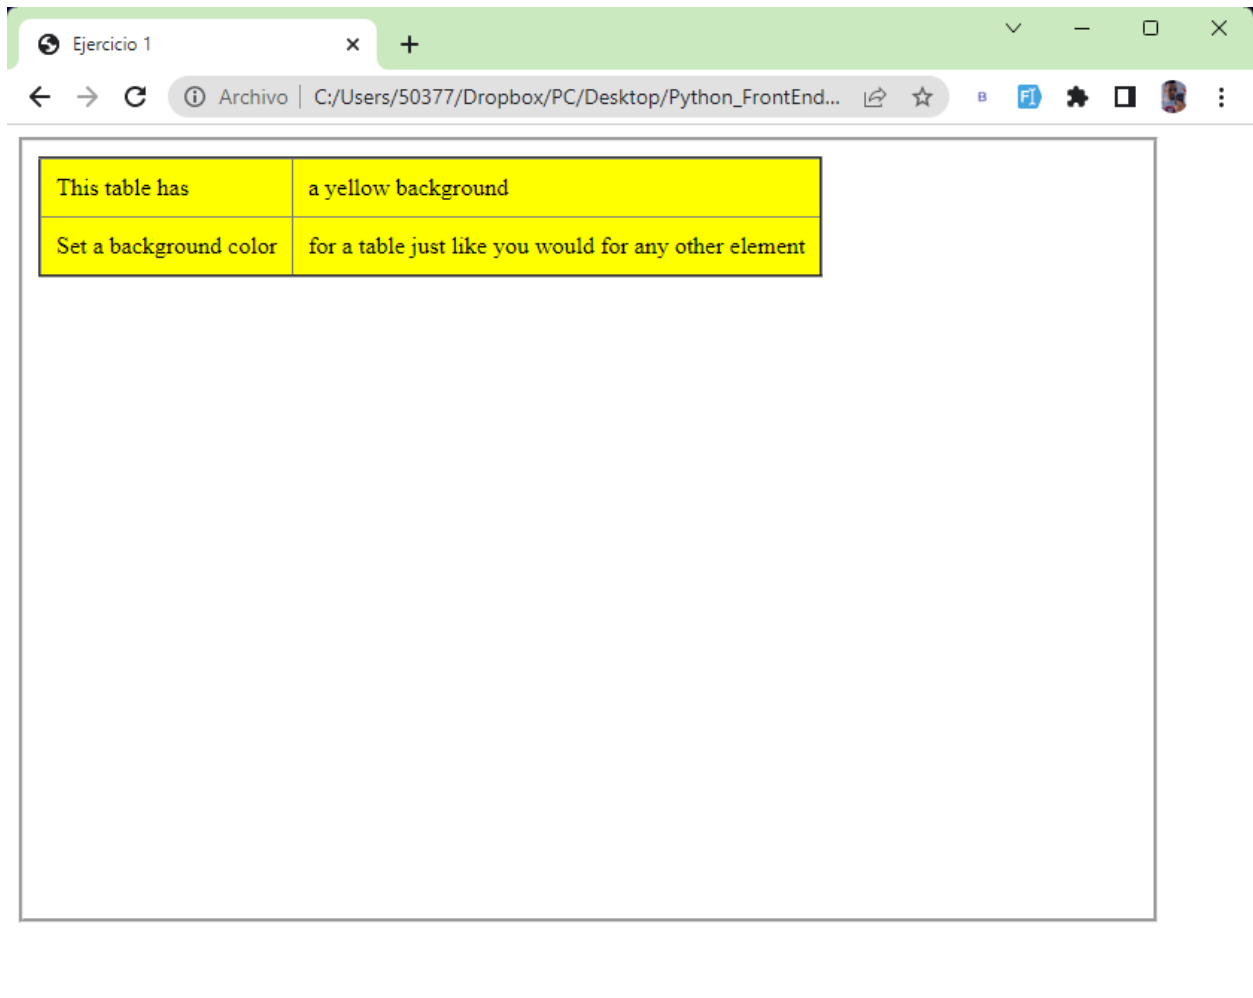 Ejercicio 1
Archivo C:/Users/50377/Dropbox/PC/Desktop/Python_FrontEnd...
This table has a yellow background
Set a background color for a table just like you would for any other element